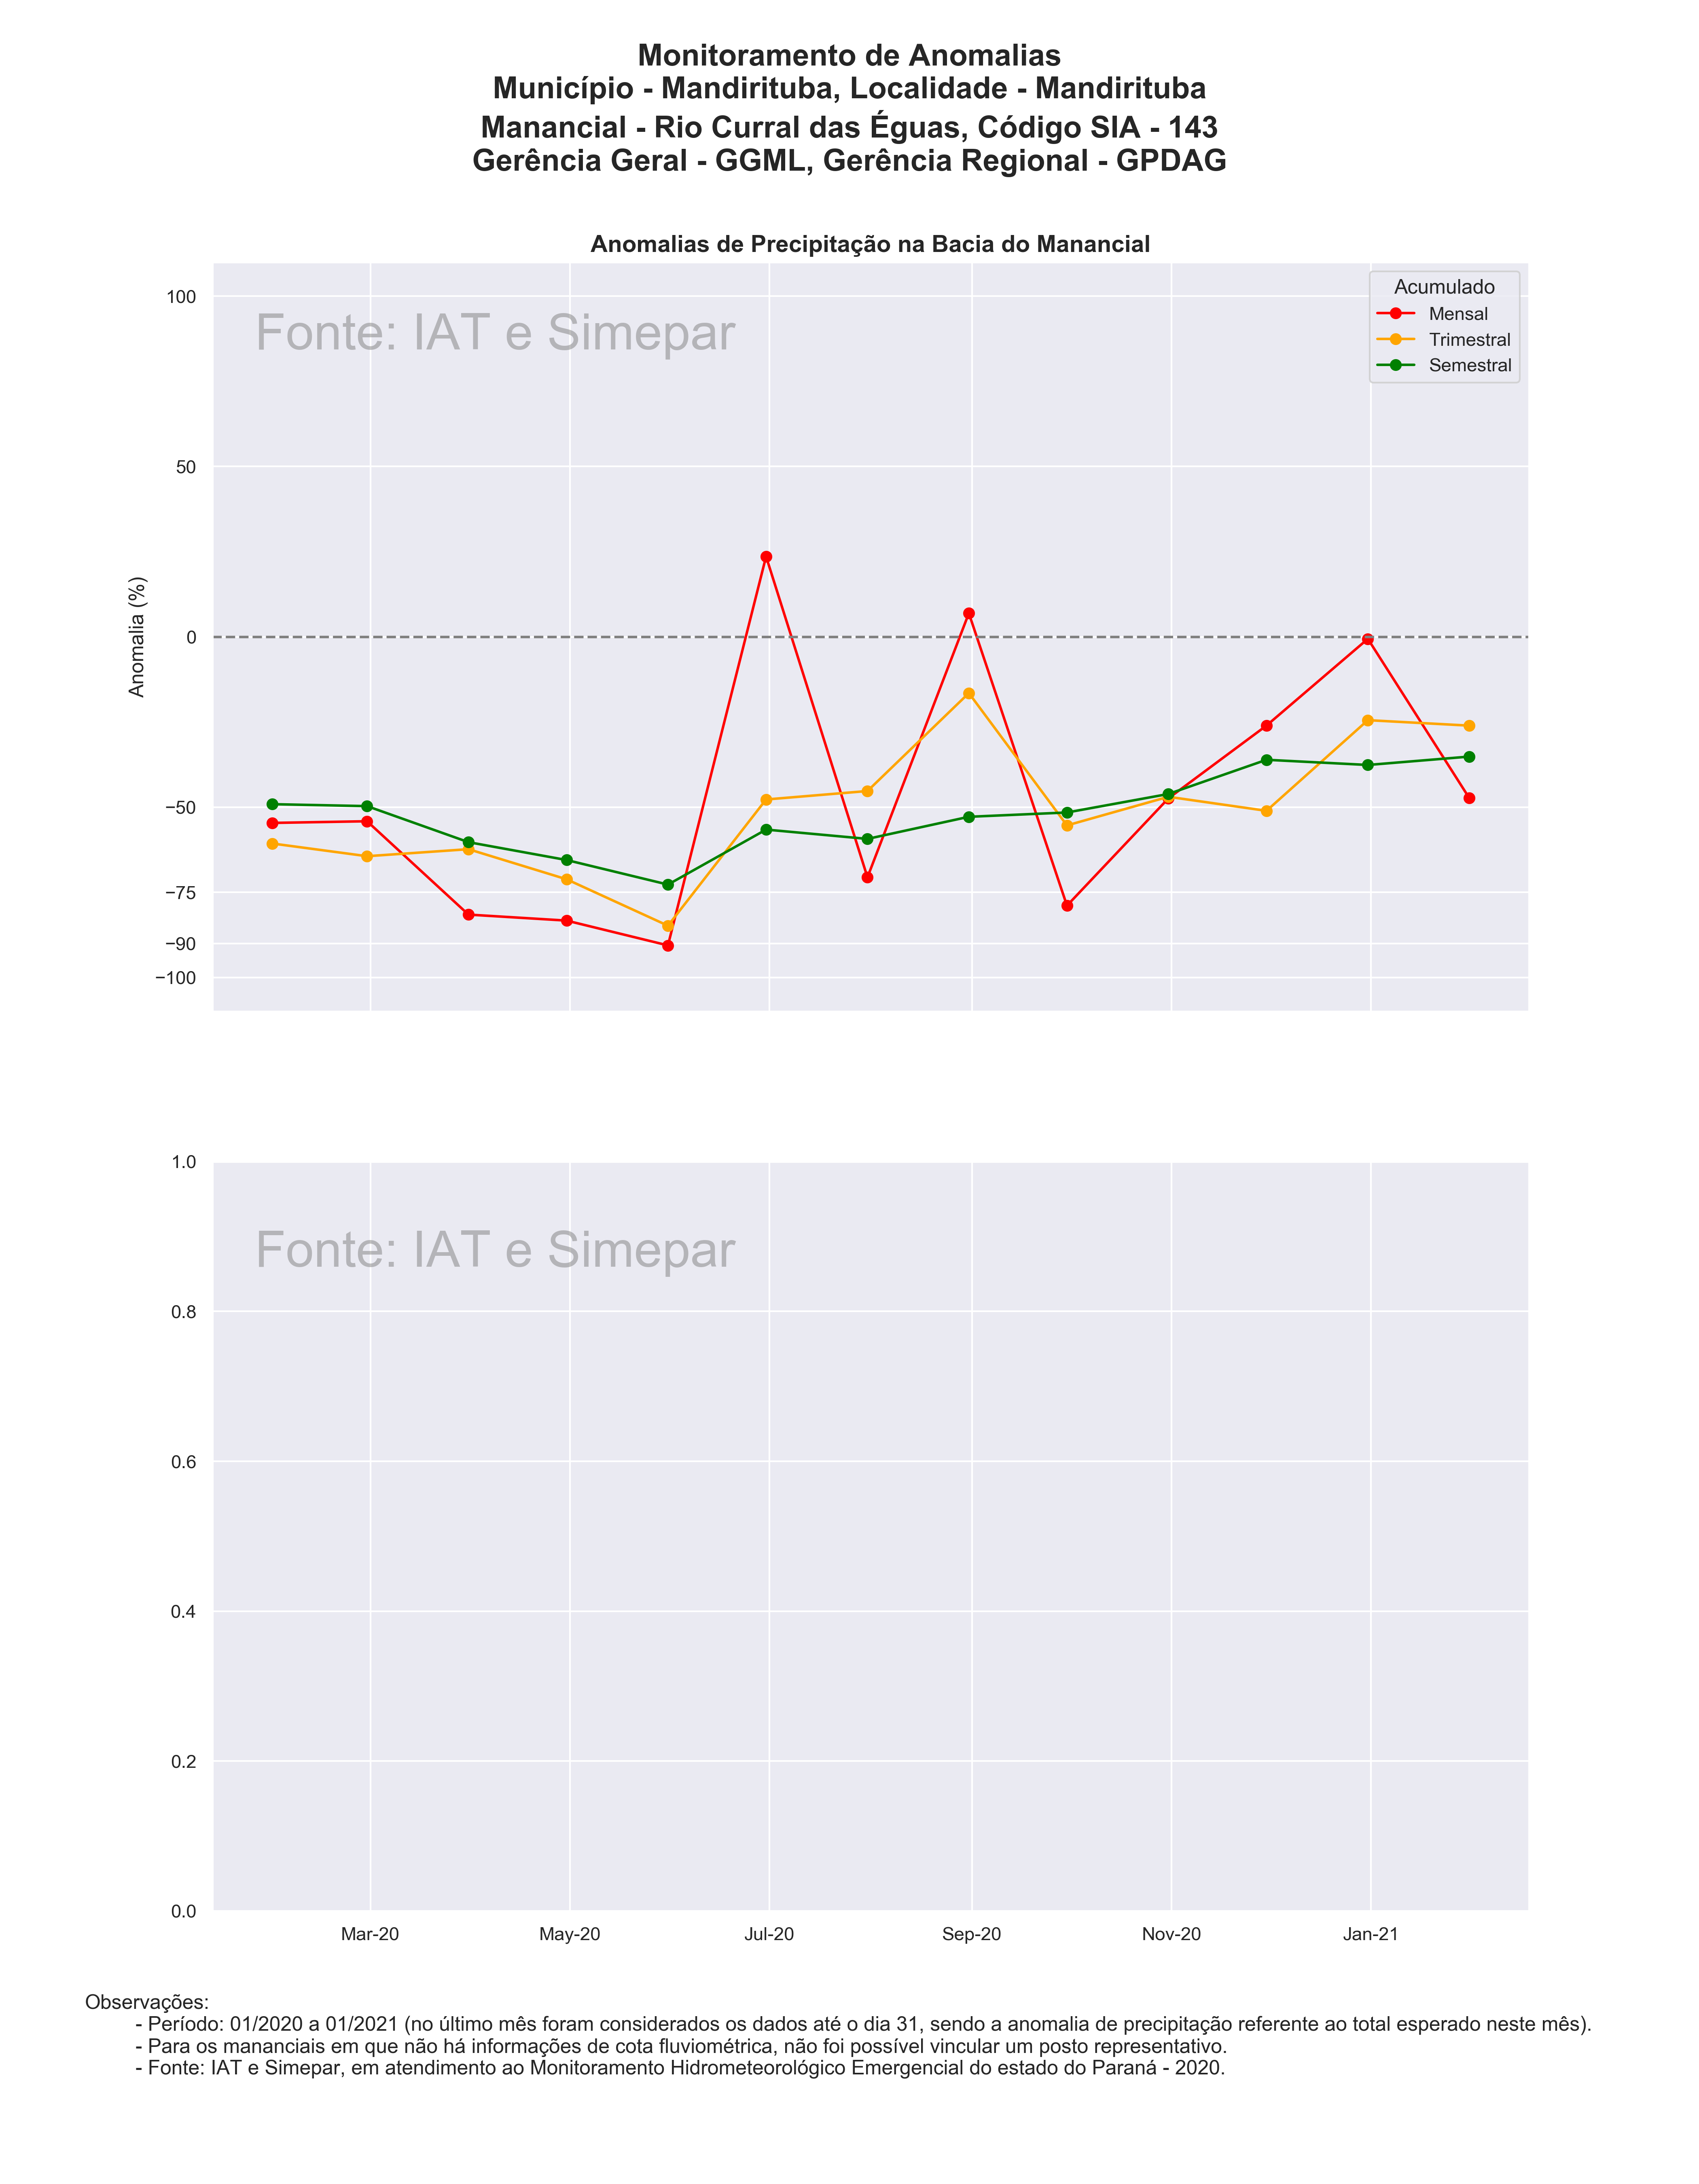 Monitoramento de Anomalias
Município - Mandirituba, Localidade - Mandirituba
Manancial - Rio Curral das Éguas, Código SIA - 143
Gerência Geral - GGML, Gerência Regional - GPDAG
Anomalias de Precipitação na Bacia do Manancial
Fonte: IAT e Simepar
Acumulado
Mensal
Trimestral
Semestral
Anomalia (%)
100
50
0
−50
−75
−90
−100
Fonte: IAT e Simepar
1.0
0.8
0.6
0.4
0.2
0.0
Mar-20 May-20 Jul-20 Sep-20 Nov-20 Jan-21
Observações:
- Período: 01/2020 a 01/2021 (no último mês foram considerados os dados até o dia 31, sendo a anomalia de precipitação referente ao total esperado neste mês).
- Para os mananciais em que não há informações de cota fluviométrica, não foi possível vincular um posto representativo.
- Fonte: IAT e Simepar, em atendimento ao Monitoramento Hidrometeorológico Emergencial do estado do Paraná - 2020.